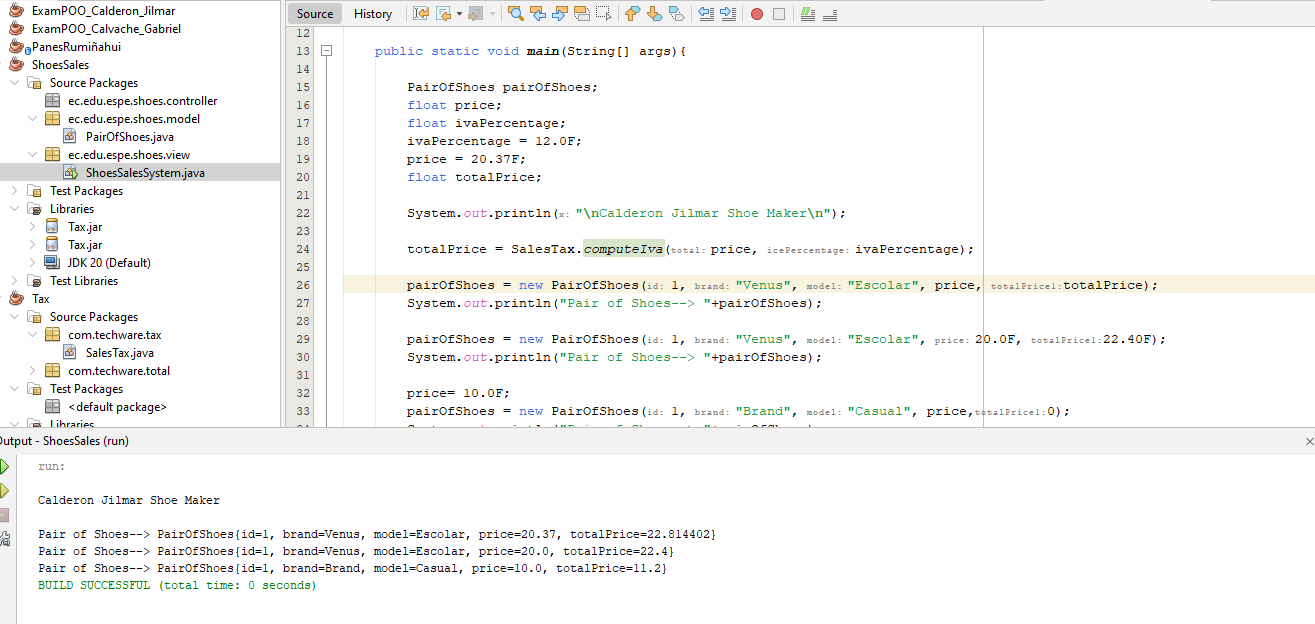 ExamPOO_Calderon_Jilmar
ExamPOO_Calvache_Gabriel
PanesRumiñahui
ShoesSales
Source Packages
ec.edu.espe.shoes.controller
ec.edu.espe.shoes.model
PairOfShoes.java
ec.edu.espe.shoes.view
ShoesSalesSystem.java
Test Packages
Libraries
Tax.jar
Tax.jar
JDK 20 (Default)
Test Libraries
Tax
Source Packages
com.techware.tax
SalesTax.java
com.techware.total
Test Packages
<default package>
Libraries
Source History
12
13 public static void main(String[] args){
14
15 PairOfShoes pairOfShoes;
16 float price;
17 float ivaPercentage;
18 ivaPercentage = 12.0F;
19 price = 20.37F;
20 float totalPrice;
21
22 System.out.println(x: "\nCalderon Jilmar Shoe Maker\n");
23
24 totalPrice = SalesTax.computeIva(total: price, icePercentage: ivaPercentage);
25
26 pairOfShoes = new PairOfShoes(id: 1, brand: "Venus", model: "Escolar", price, totalPrice1: totalPrice);
27 System.out.println("Pair of Shoes--> "+pairOfShoes);
28
29 pairOfShoes = new PairOfShoes(id: 1, brand: "Venus", model: "Escolar", price: 20.0F, totalPrice1: 22.40F);
30 System.out.println("Pair of Shoes--> "+pairOfShoes);
31
32 price= 10.0F;
33 pairOfShoes = new PairOfShoes(id: 1, brand: "Brand", model: "Casual", price, totalPrice1: 0);
Output - ShoesSales (run)
run:
Calderon Jilmar Shoe Maker
Pair of Shoes--> PairOfShoes{id=1, brand=Venus, model=Escolar, price=20.37, totalPrice=22.814402}
Pair of Shoes--> PairOfShoes{id=1, brand=Venus, model=Escolar, price=20.0, totalPrice=22.4}
Pair of Shoes--> PairOfShoes{id=1, brand=Brand, model=Casual, price=10.0, totalPrice=11.2}
BUILD SUCCESSFUL (total time: 0 seconds)